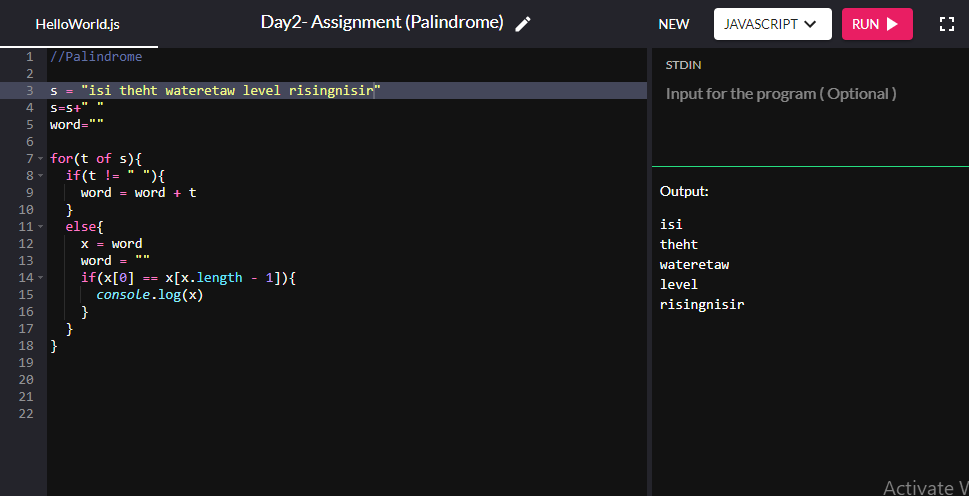 HelloWorld.js
Day2- Assignment (Palindrome)
NEW
JAVASCRIPT
RUN
1 //Palindrome
2
3 s = "isi theht wateretaw level risingnisir"
4 s=s+" "
5 word=""
6
7 for(t of s){
8 if(t != " "){
9 word = word + t
10 }
11 else{
12 x = word
13 word = ""
14 if(x[0] == x[x.length - 1]){
15 console.log(x)
16 }
17 }
18 }
19
20
21
22
STDIN
Input for the program ( Optional )
Output:
isi
theht
wateretaw
level
risingnisir
Activate W